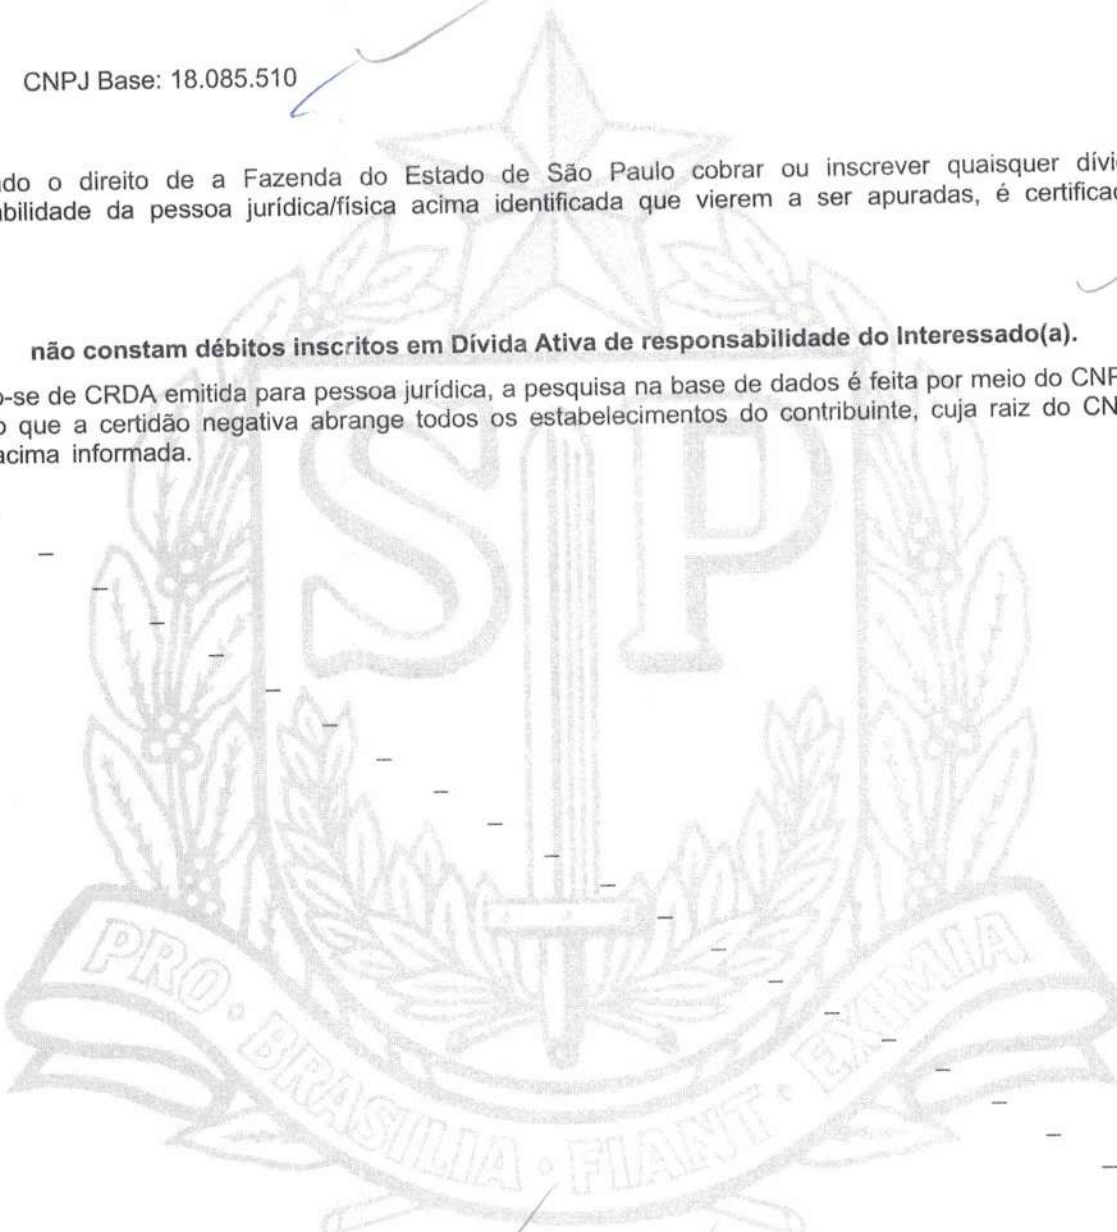 CNPJ Base: 18.085.510
do o direito de a Fazenda do Estado de São Paulo cobrar ou inscrever quaisquer dívi
bilidade da pessoa jurídica/física acima identificada que vierem a ser apuradas, é certifica
não constam débitos inscritos em Dívida Ativa de responsabilidade do Interessado(a).
o-se de CRDA emitida para pessoa jurídica, a pesquisa na base de dados é feita por meio do CNP
o que a certidão negativa abrange todos os estabelecimentos do contribuinte, cuja raiz do CN
acima informada.
SP
PRO · BRASILIA · FIANT · EXIMIA